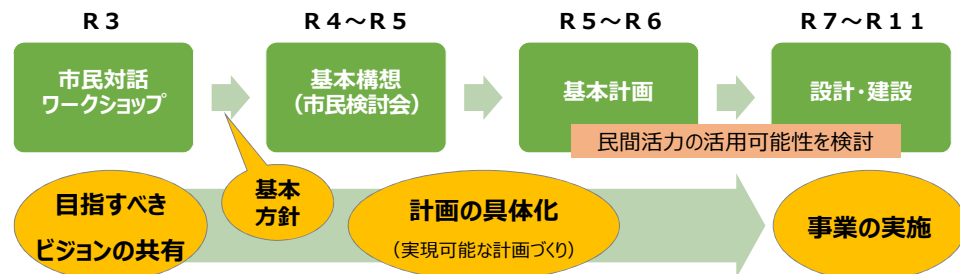 R3
R4～R5
R5～R6
R7～R11
市民対話
ワークショップ
基本構想
（市民検討会）
基本計画
設計・建設
民間活力の活用可能性を検討
目指すべき
ビジョンの共有
基本
方針
計画の具体化
（実現可能な計画づくり）
事業の実施